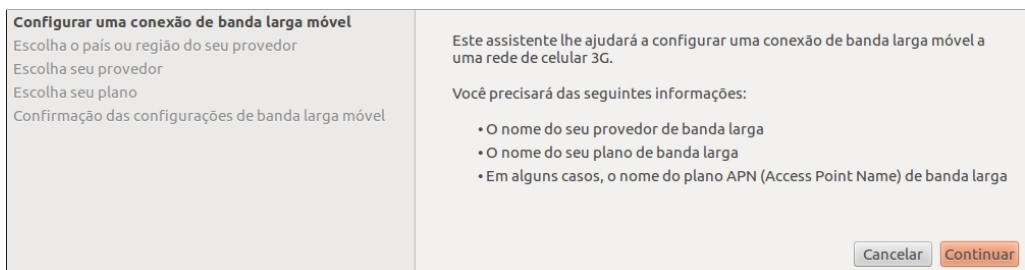 Configurar uma conexão de banda larga móvel
Escolha o país ou região do seu provedor
Escolha seu provedor
Escolha seu plano
Confirmação das configurações de banda larga móvel
Este assistente lhe ajudará a configurar uma conexão de banda larga móvel a
uma rede de celular 3G.
Você precisará das seguintes informações:
• O nome do seu provedor de banda larga
• O nome do seu plano de banda larga
• Em alguns casos, o nome do plano APN (Access Point Name) de banda larga
Cancelar
Continuar